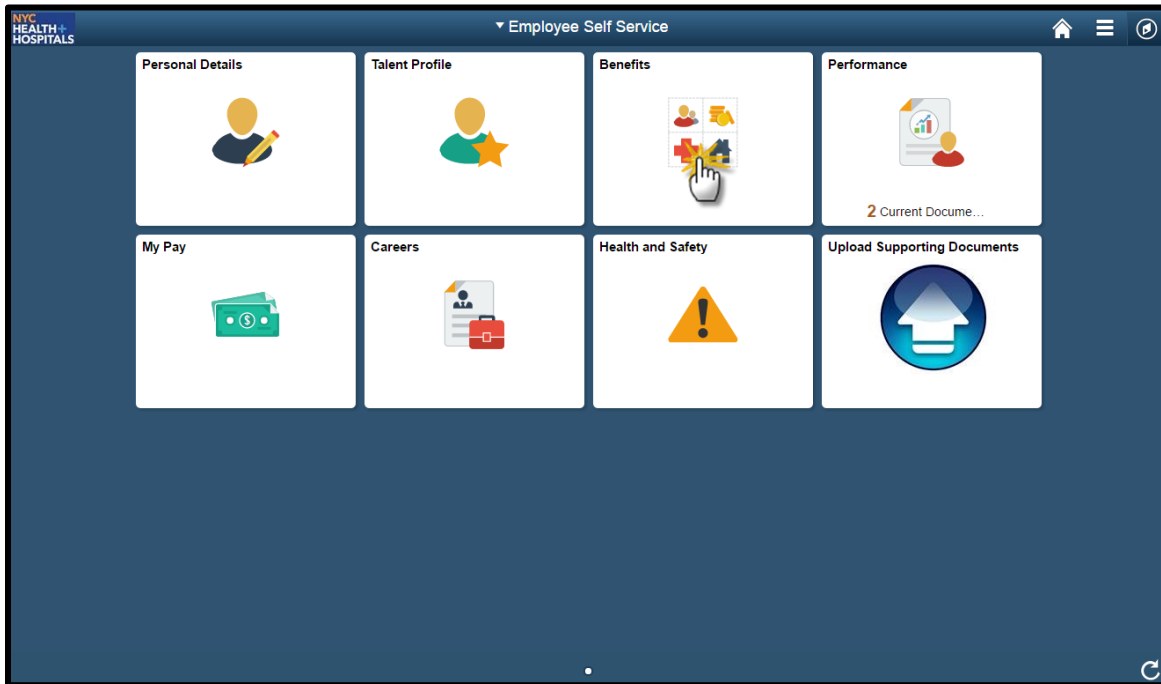 NYC
HEALTH+
HOSPITALS
Employee Self Service
Personal Details
Talent Profile
Benefits
Performance
2 Current Docume...
My Pay
Careers
Health and Safety
Upload Supporting Documents